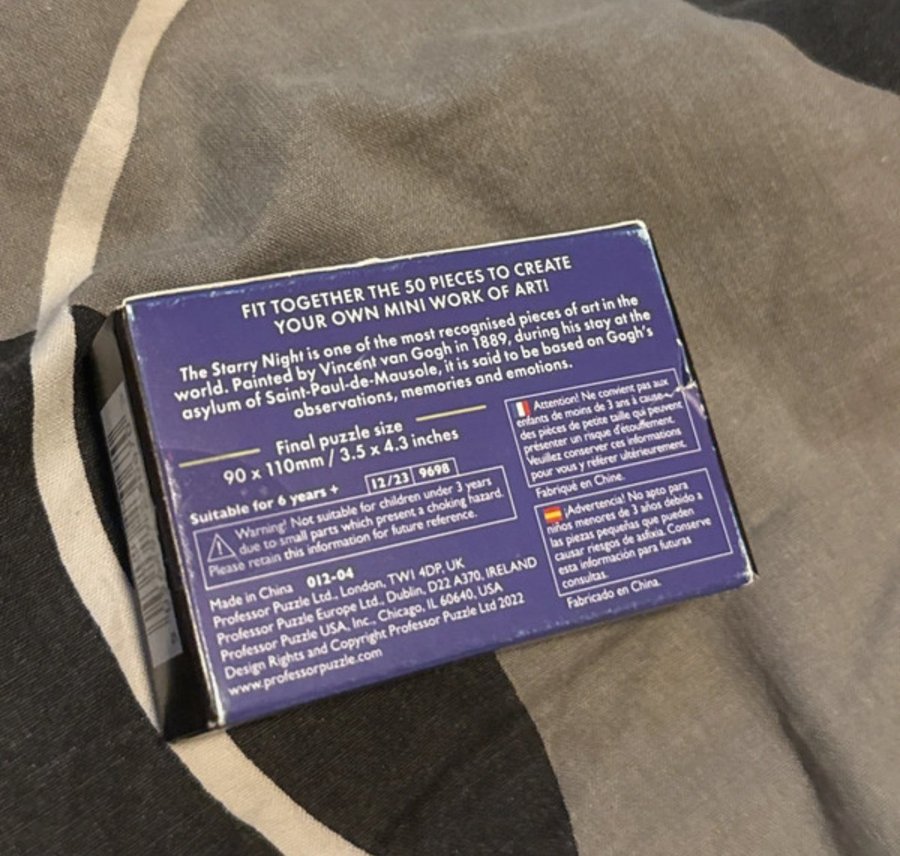 FIT TOGETHER THE 50 PIECES TO CREATE
YOUR OWN MINI WORK OF ART!
The Starry Night is one of the most recognised pieces of art in the
world. Painted by Vincent van Gogh in 1889, during his stay at the
asylum of Saint-Paul-de-Mausole, it is said to be based on Gogh's
observations, memories and emotions.
Final puzzle size
90 x 110mm / 3.5 x 4.3 inches
Suitable for 6 years +
12/23 9698
Warning! Not suitable for children under 3 years
due to small parts which present a choking hazard.
Please retain this information for future reference.
Made in China 012-04
Professor Puzzle Ltd., London, TW1 4DP, UK
Professor Puzzle Europe Ltd., Dublin, D22 A370, IRELAND
Professor Puzzle USA, Inc., Chicago, IL 60640, USA
Design Rights and Copyright Professor Puzzle Ltd 2022
www.professorpuzzle.com
Attention! Ne convient pas aux
enfants de moins de 3 ans à cause
des pièces de petite taille qui peuvent
présenter un risque d'étouffement.
Veuillez conserver ces informations
pour vous y référer ultérieurement.
Fabriqué en Chine.
¡Advertencia! No apto para
niños menores de 3 años debido a
las piezas pequeñas que pueden
causar riesgos de asfixia. Conserve
esta información para futuras
consultas.
Fabricado en China.